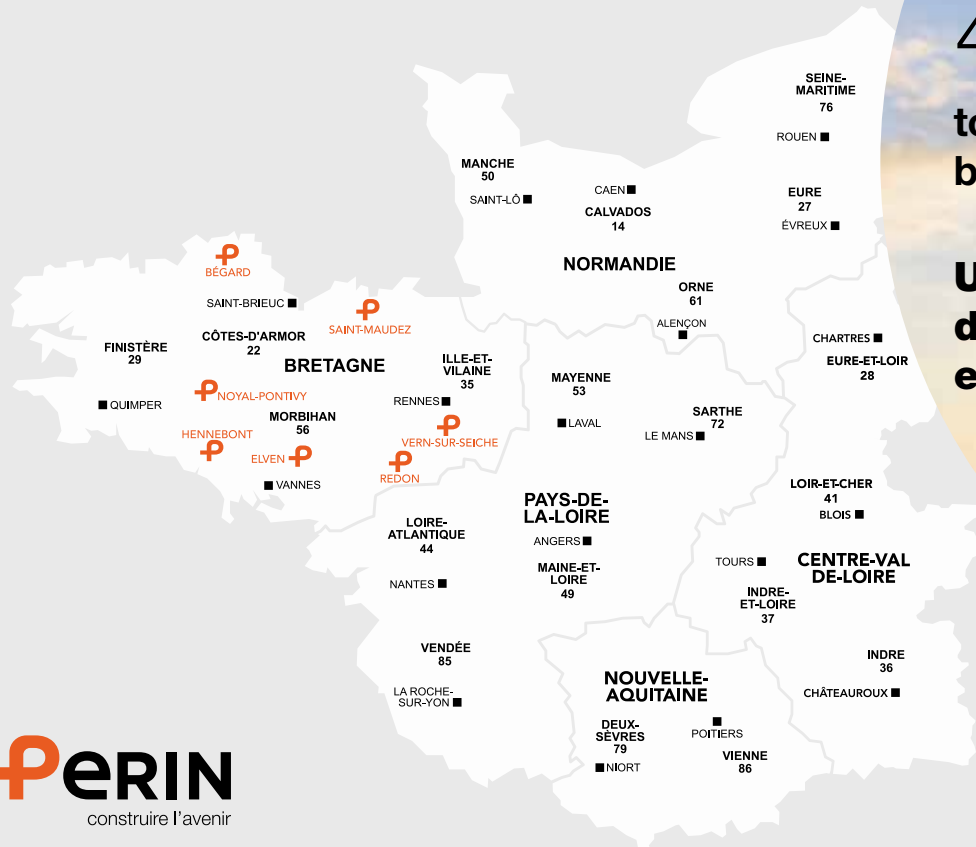 SEINE-
MARITIME
76
ROUEN
MANCHE
50
SAINT-LÔ
CAEN
CALVADOS
14
EURE
27
ÉVREUX
NORMANDIE
ORNE
61
ALENÇON
BÉGARD
SAINT-BRIEUC
SAINT-MAUDEZ
FINISTÈRE
29
CÔTES-D'ARMOR
22
BRETAGNE
ILLE-ET-
VILAINE
35
RENNES
QUIMPER
NOYAL-PONTIVY
MORBIHAN
56
HENNEBONT
ELVEN
VANNES
VERN-SUR-SEICHE
REDON
MAYENNE
53
LAVAL
SARTHE
72
LE MANS
CHARTRES
EURE-ET-LOIR
28
LOIR-ET-CHER
41
BLOIS
PAYS-DE-
LA-LOIRE
LOIRE-
ATLANTIQUE
44
NANTES
ANGERS
MAINE-ET-
LOIRE
49
TOURS
CENTRE-VAL
DE-LOIRE
INDRE-
ET-LOIRE
37
VENDÉE
85
LA ROCHE-
SUR-YON
NOUVELLE-
AQUITAINE
INDRE
36
CHÂTEAUROUX
DEUX-
SÈVRES
79
NIORT
POITIERS
VIENNE
86
PERIN
construire l'avenir
to
b
U
d
e